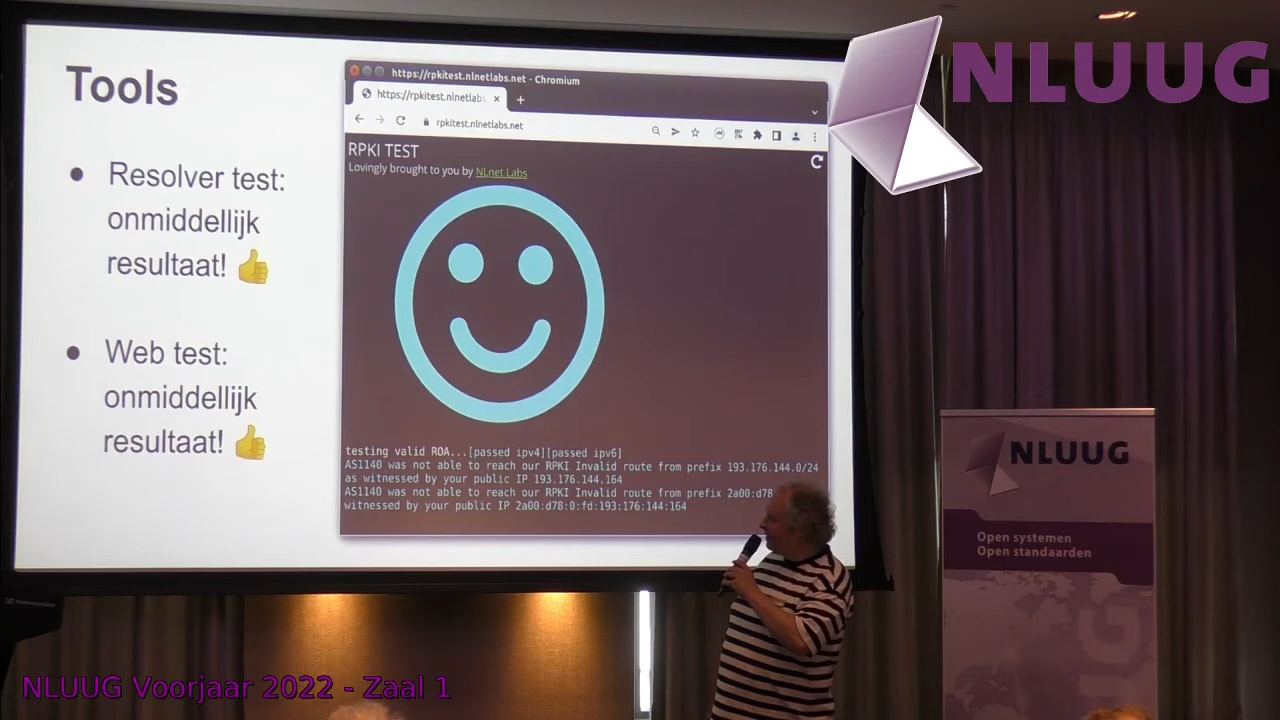 NLUUG
Tools
• Resolver test:
onmiddellijk
resultaat! 👍
• Web test:
onmiddellijk
resultaat! 👍
https://rpkitest.nlnetlabs.net - Chromium
https://rpkitest.nlnetlabs
rpkitest.nlnetlabs.net
RPKI TEST
Lovingly brought to you by NLnet Labs
testing valid ROA...[passed ipv4][passed ipv6]
AS1140 was not able to reach our RPKI Invalid route from prefix 193.176.144.0/24
as witnessed by your public IP 193.176.144.164
AS1140 was not able to reach our RPKI Invalid route from prefix 2a00:d78
witnessed by your public IP 2a00:d78:0:fd:193:176:144:164
NLUUG
Open systemen
Open standaarden
NLUUG Voorjaar 2022 - Zaal 1